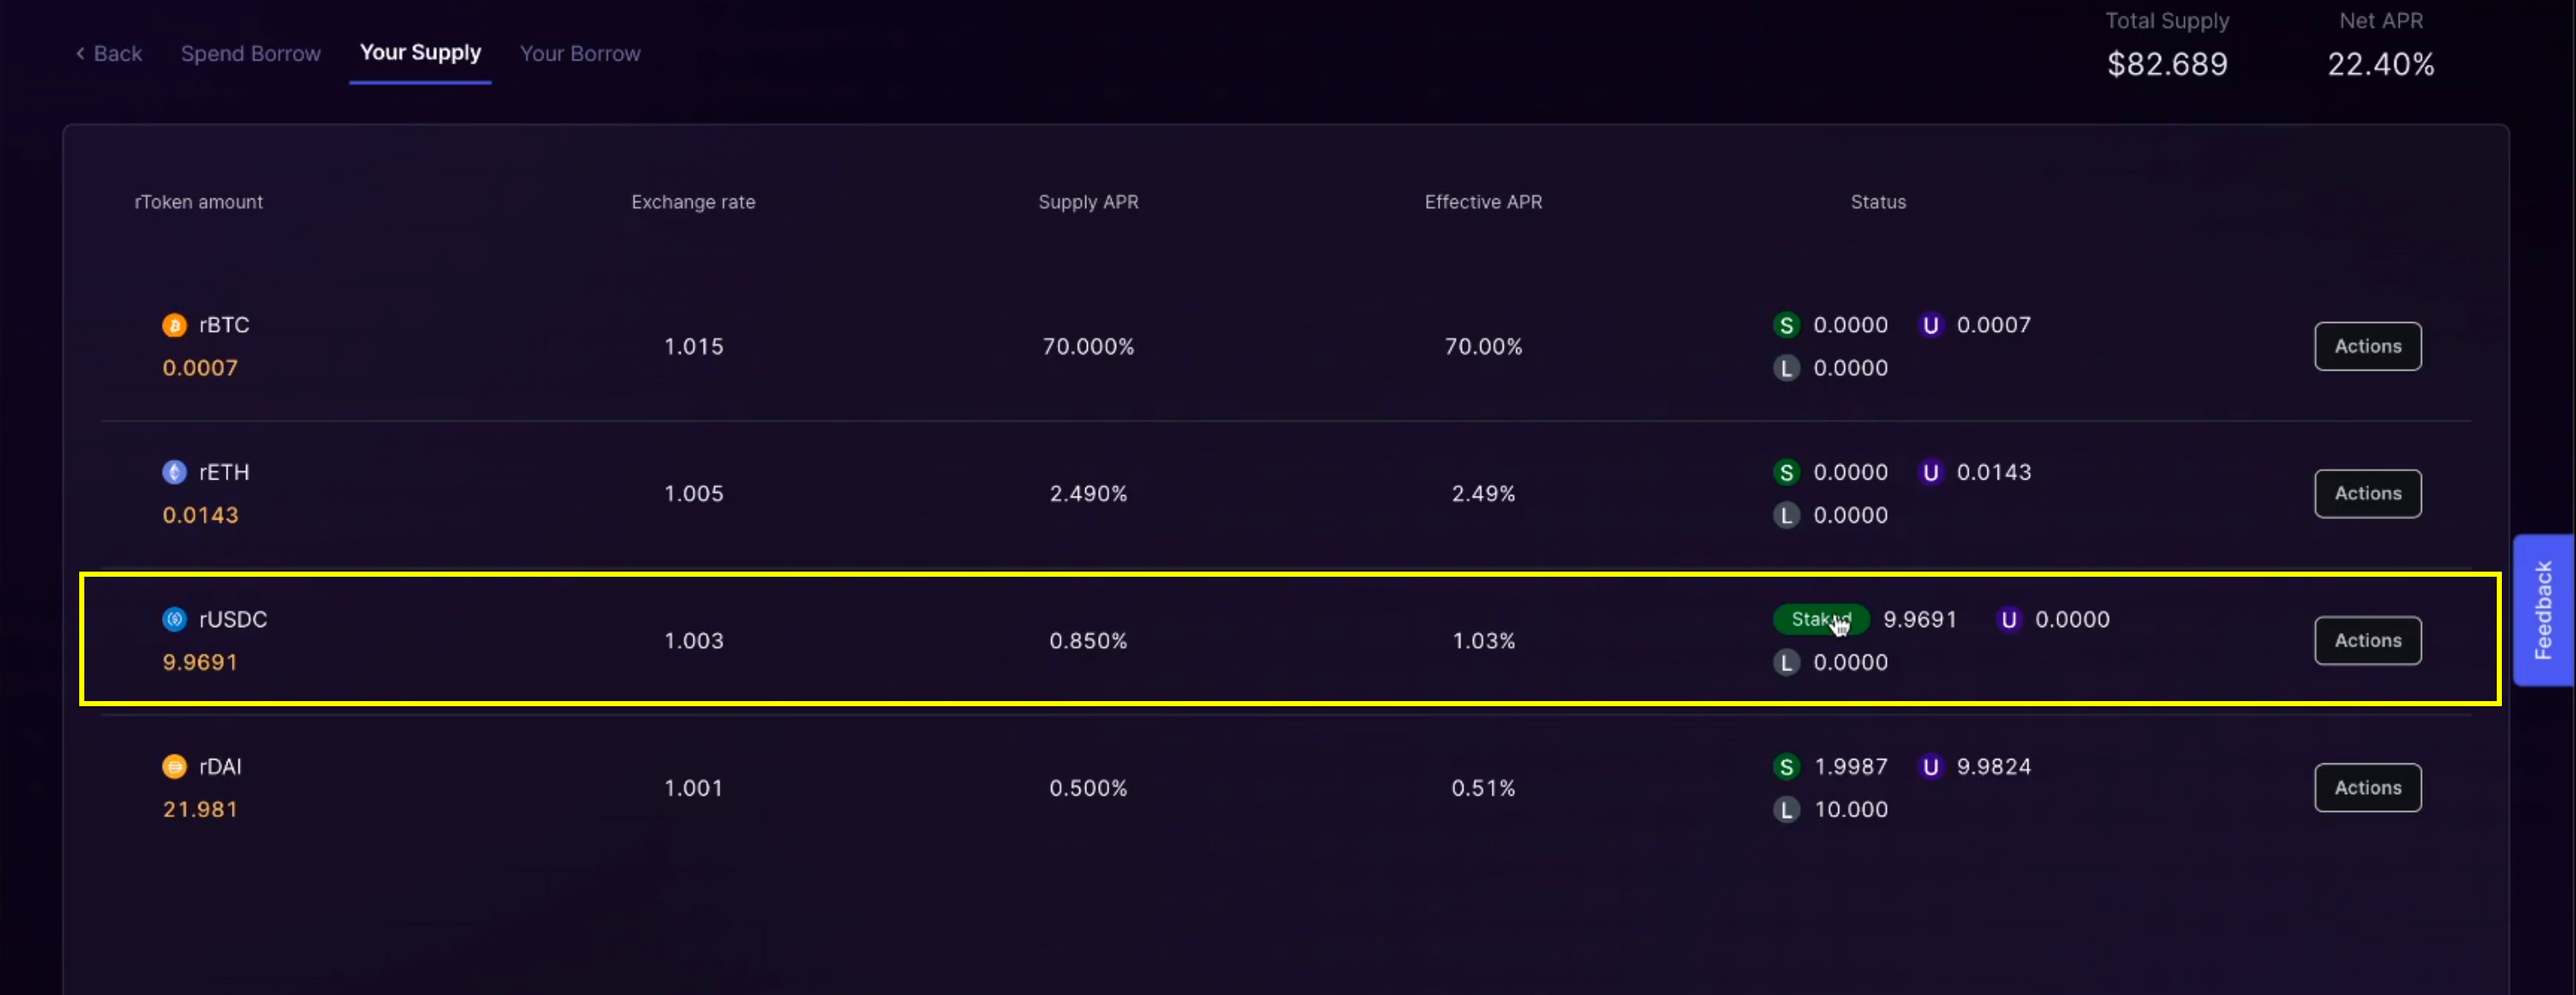 Back Spend Borrow Your Supply Your Borrow
Total Supply Net APR
$82.689 22.40%
rToken amount Exchange rate Supply APR Effective APR Status
rBTC
0.0007
1.015 70.000% 70.00%
S 0.0000 U 0.0007
L 0.0000
Actions
rETH
0.0143
1.005 2.490% 2.49%
S 0.0000 U 0.0143
L 0.0000
Actions
rUSDC
9.9691
1.003 0.850% 1.03%
Staked 9.9691 U 0.0000
L 0.0000
Actions
rDAI
21.981
1.001 0.500% 0.51%
S 1.9987 U 9.9824
L 10.000
Actions
Feedback